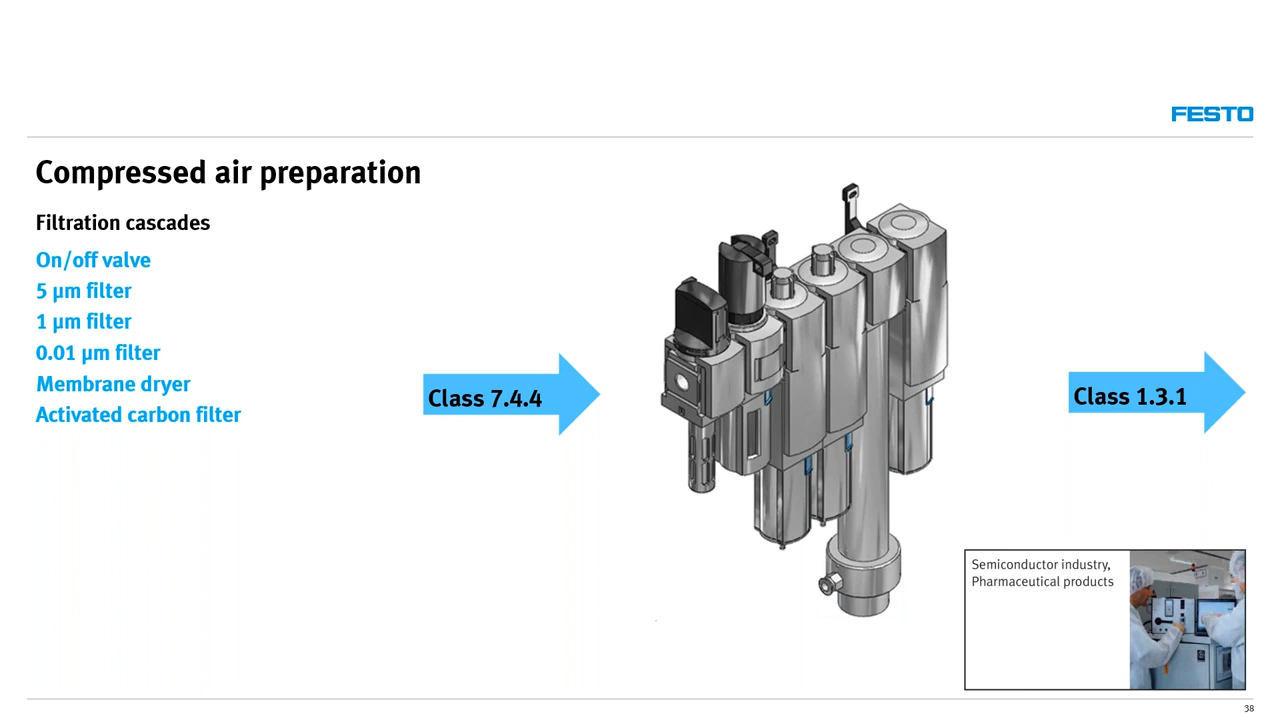 FESTO
Compressed air preparation
Filtration cascades
On/off valve
5 µm filter
1 µm filter
0.01 µm filter
Membrane dryer
Activated carbon filter
Class 7.4.4
Class 1.3.1
Semiconductor industry,
Pharmaceutical products
38